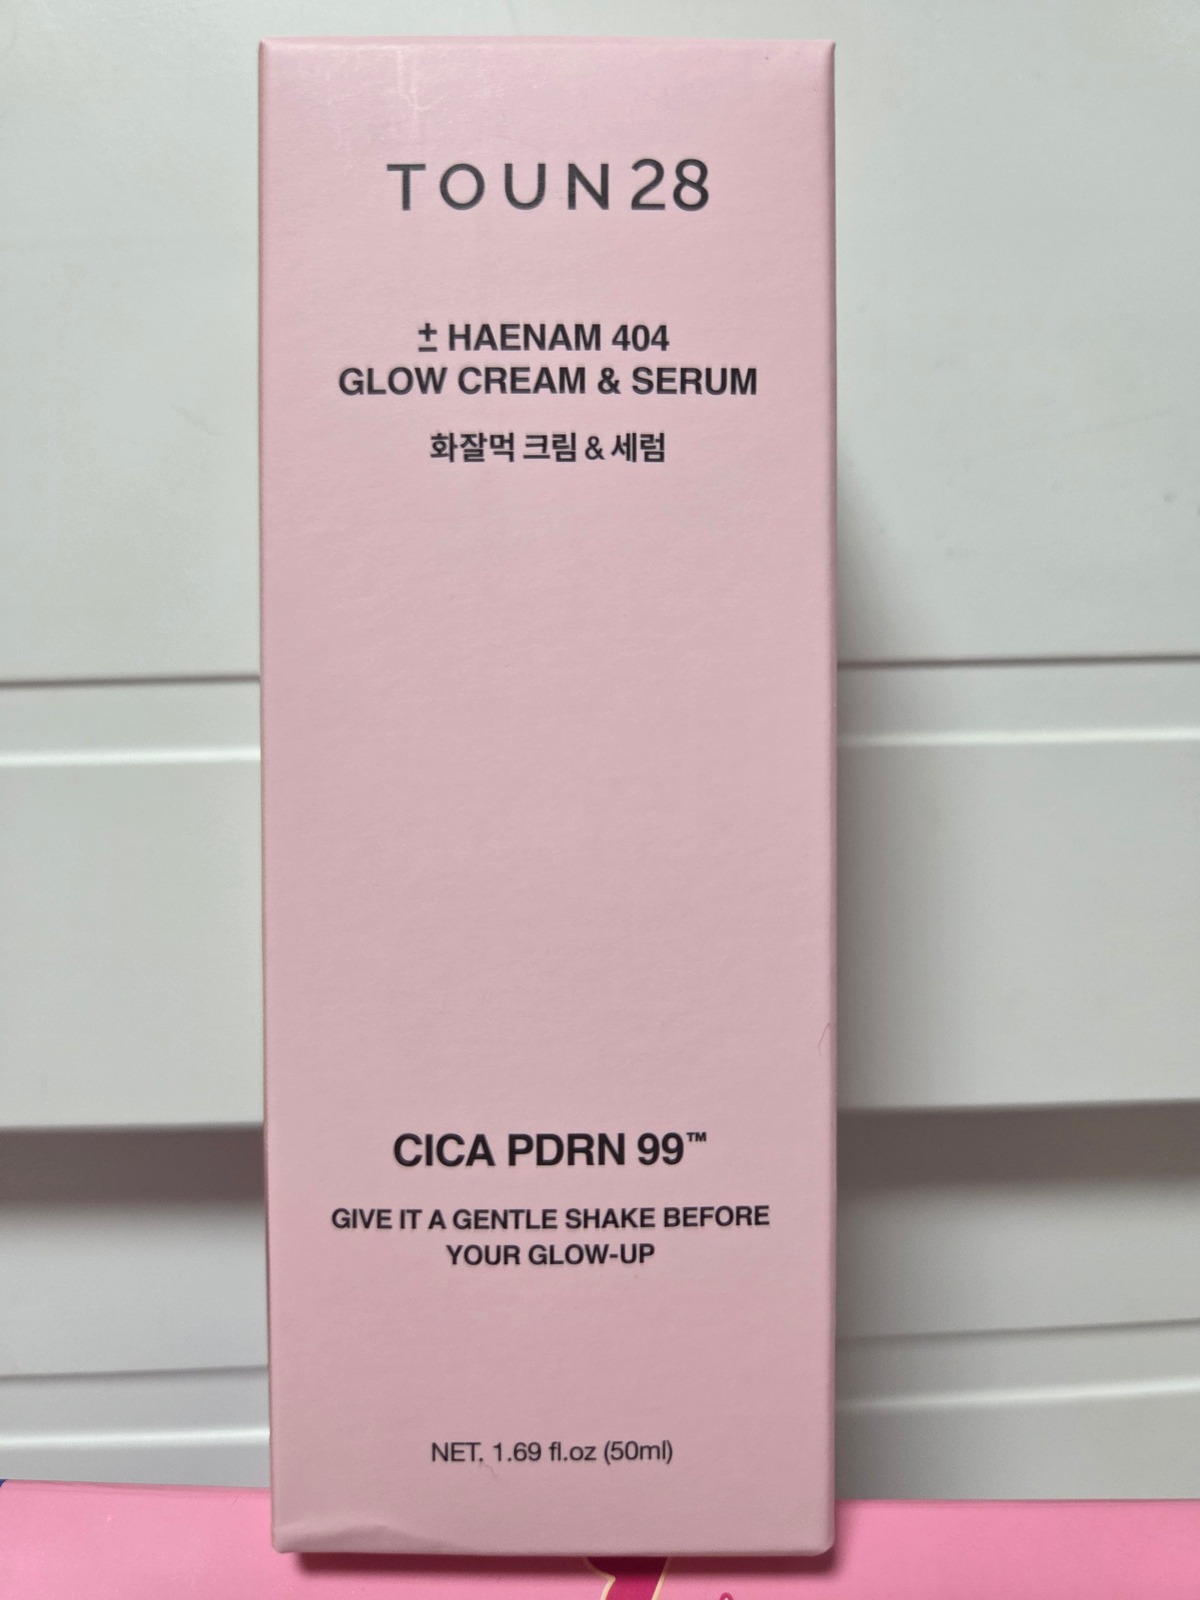 TOUN28
± HAENAM 404
GLOW CREAM & SERUM
화잘먹 크림 & 세럼
CICA PDRN 99™
GIVE IT A GENTLE SHAKE BEFORE
YOUR GLOW-UP
NET. 1.69 fl.oz (50ml)